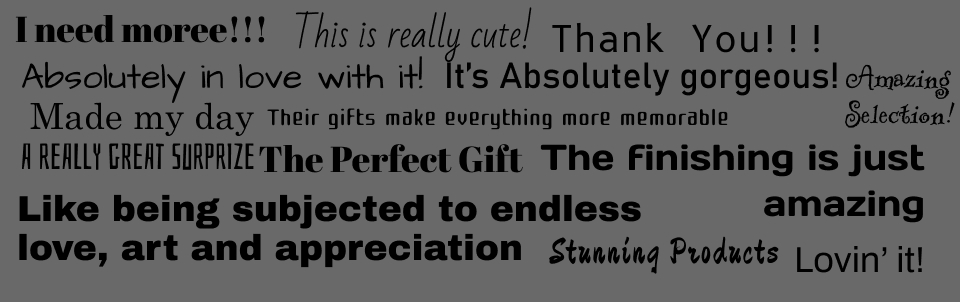 I need moree!!!
This is really cute!
Thank You!!!
Absolutely in love with it!
It's Absolutely gorgeous!
Amazing
Selection!
Made my day
Their gifts make everything more memorable
A REALLY GREAT SURPRIZE
The Perfect Gift
The finishing is just
amazing
Like being subjected to endless
love, art and appreciation
Stunning Products
Lovin' it!